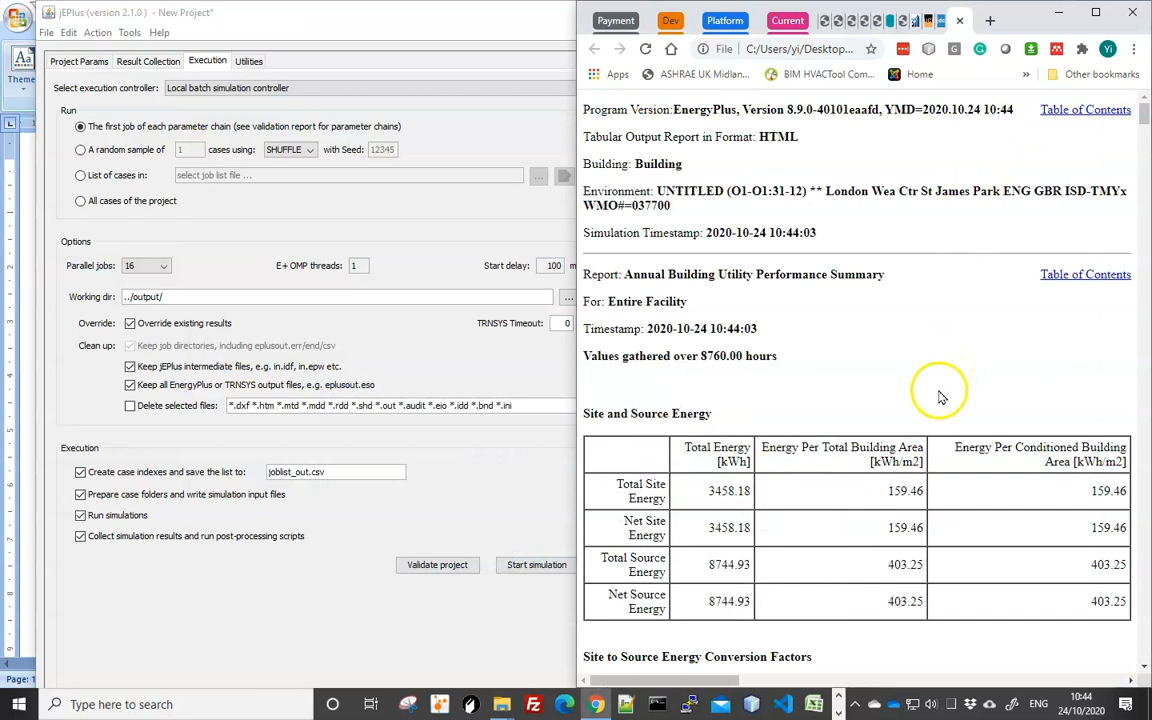 jEPlus (version 2.1.0 ) - New Project*
File Edit Action Tools Help
Theme
Project Params Result Collection Execution Utilities
Select execution controller: Local batch simulation controller
Run
The first job of each parameter chain (see validation report for parameter chains)
A random sample of 1 cases using: SHUFFLE with Seed: 12345
List of cases in: select job list file ... ...
All cases of the project
Options
Parallel jobs: 16 E+ OMP threads: 1 Start delay: 100 m
Working dir: ../output/ ...
Override: Override existing results TRNSYS Timeout: 0
Clean up: Keep job directories, including eplusout.err/end/csv
Keep jEPlus intermediate files, e.g. in.idf, in.epw etc.
Keep all EnergyPlus or TRNSYS output files, e.g. eplusout.eso
Delete selected files: *.dxf *.htm *.mtd *.mdd *.rdd *.shd *.out *.audit *.eio *.idd *.bnd *.ini
Execution
Create case indexes and save the list to: joblist_out.csv
Prepare case folders and write simulation input files
Run simulations
Collect simulation results and run post-processing scripts
Validate project Start simulation
Page: 1
Payment Dev Platform Current
File C:/Users/yi/Desktop... Yi
Apps ASHRAE UK Midlan... BIM HVACTool Com... Home » Other bookmarks
Program Version:EnergyPlus, Version 8.9.0-40101eaafd, YMD=2020.10.24 10:44 Table of Contents
Tabular Output Report in Format: HTML
Building: Building
Environment: UNTITLED (01-01:31-12) ** London Wea Ctr St James Park ENG GBR ISD-TMYx
WMO#=037700
Simulation Timestamp: 2020-10-24 10:44:03
Report: Annual Building Utility Performance Summary Table of Contents
For: Entire Facility
Timestamp: 2020-10-24 10:44:03
Values gathered over 8760.00 hours
Site and Source Energy
Total Energy [kWh] Energy Per Total Building Area [kWh/m2] Energy Per Conditioned Building Area [kWh/m2]
Total Site Energy 3458.18 159.46 159.46
Net Site Energy 3458.18 159.46 159.46
Total Source Energy 8744.93 403.25 403.25
Net Source Energy 8744.93 403.25 403.25
Site to Source Energy Conversion Factors
Type here to search
ENG
10:44
24/10/2020